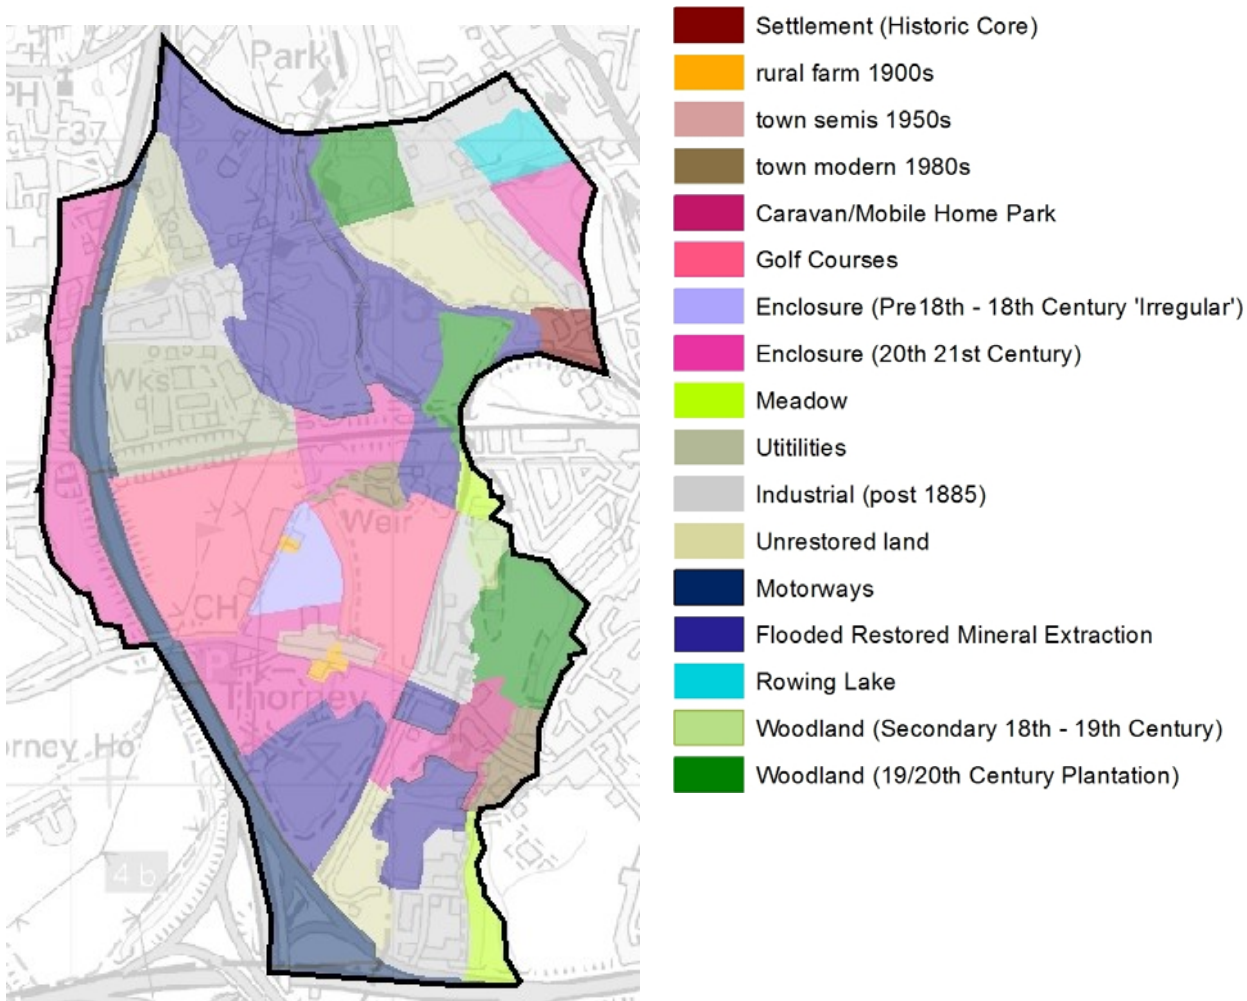 Park
PH
37
05
Wks
Weir
CH
P
Thorney
orney Ho
4 b
Settlement (Historic Core)
rural farm 1900s
town semis 1950s
town modern 1980s
Caravan/Mobile Home Park
Golf Courses
Enclosure (Pre18th - 18th Century 'Irregular')
Enclosure (20th 21st Century)
Meadow
Utitilities
Industrial (post 1885)
Unrestored land
Motorways
Flooded Restored Mineral Extraction
Rowing Lake
Woodland (Secondary 18th - 19th Century)
Woodland (19/20th Century Plantation)